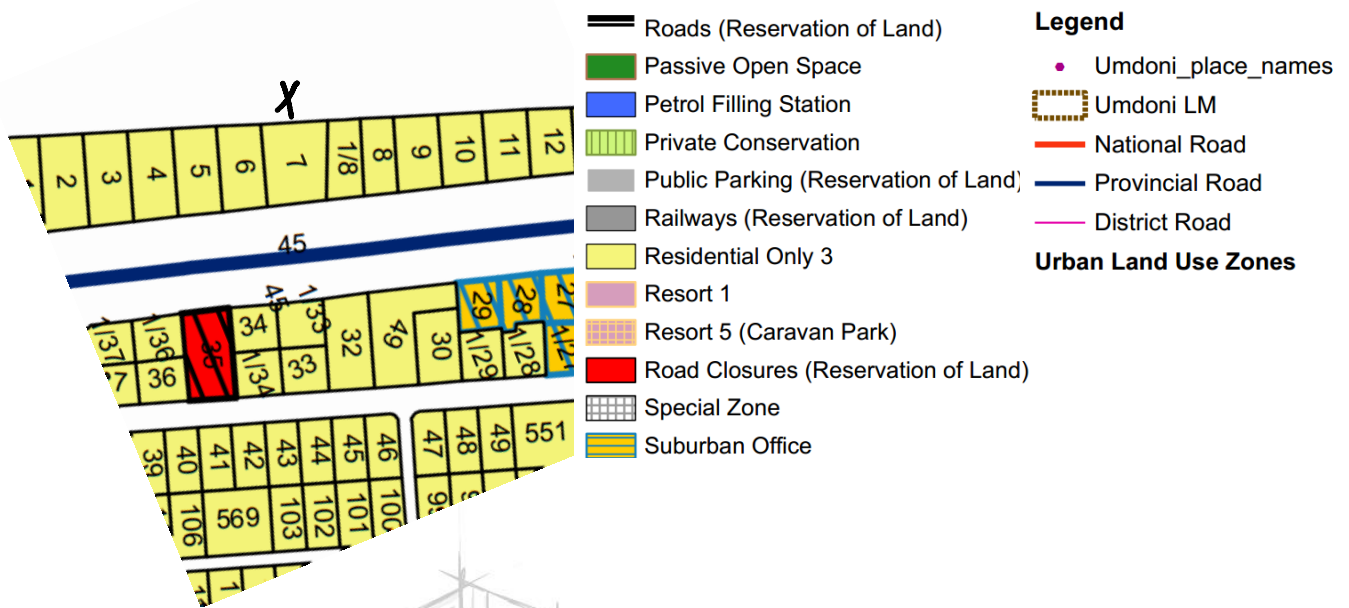 X
2 3 4 5 6 7 1/8 8 9 10 11 12
45
45 1/33
29 28 27
1/37 1/36 35 34 32 49 30
36 1/34 33 1/29 1/28
39 40 41 42 43 44 45 46 47 48 49 551
106 569 103 102 101 100
Roads (Reservation of Land)
Passive Open Space
Petrol Filling Station
Private Conservation
Public Parking (Reservation of Land)
Railways (Reservation of Land)
Residential Only 3
Resort 1
Resort 5 (Caravan Park)
Road Closures (Reservation of Land)
Special Zone
Suburban Office
Legend
Umdoni_place_names
Umdoni LM
National Road
Provincial Road
District Road
Urban Land Use Zones